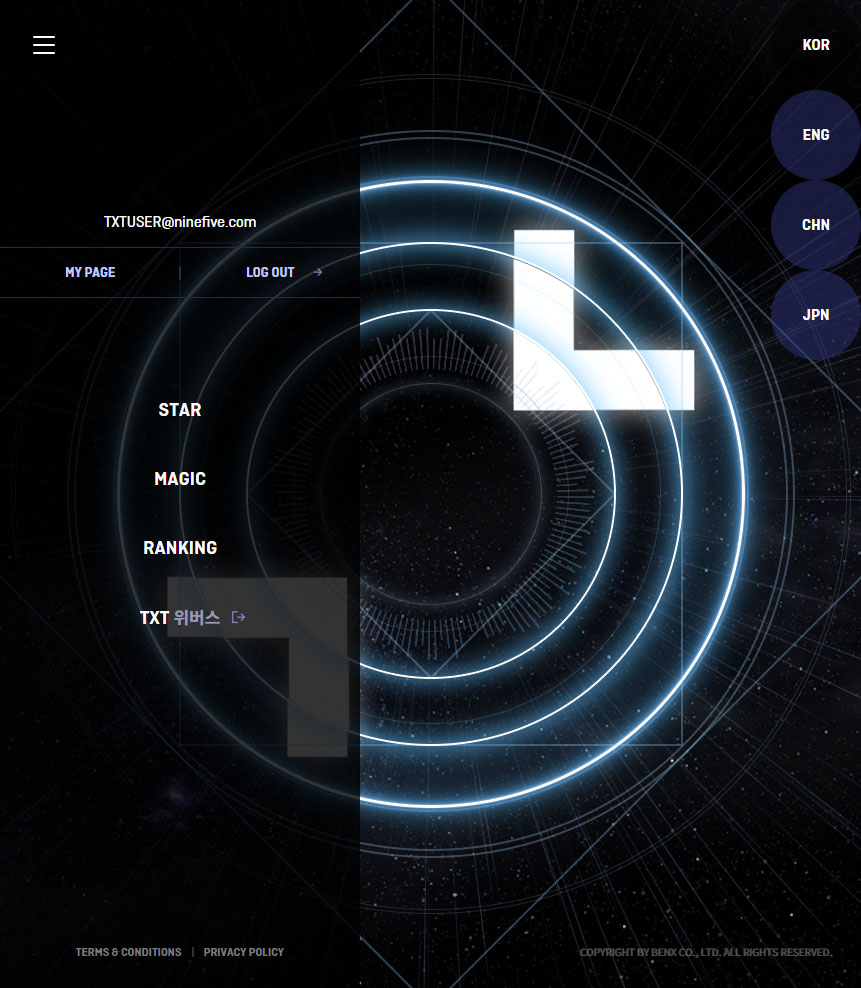 KOR
ENG
CHN
JPN
TXTUSER@ninefive.com
MY PAGE | LOG OUT
STAR
MAGIC
RANKING
TXT 위버스
TERMS & CONDITIONS | PRIVACY POLICY
COPYRIGHT BY BENX CO., LTD. ALL RIGHTS RESERVED.